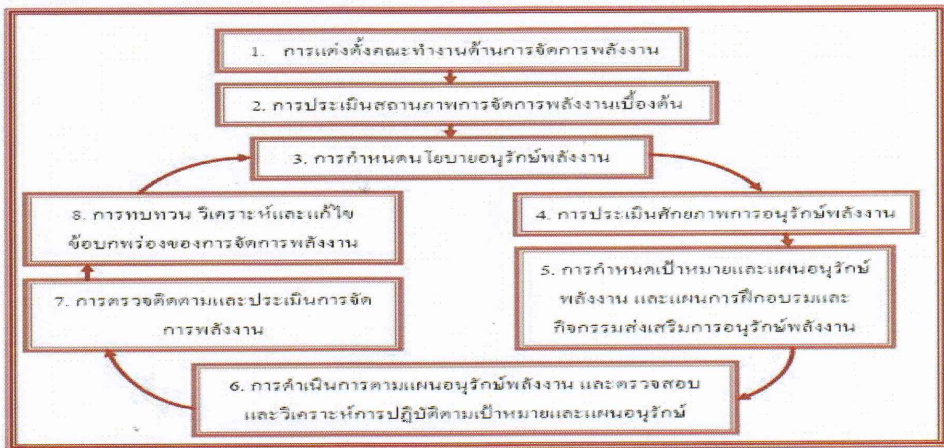 1. การแต่งตั้งคณะทำงานด้านการจัดการพลังงาน
2. การประเมินสถานภาพการจัดการพลังงานเบื้องต้น
3. การกำหนดนโยบายอนุรักษ์พลังงาน
4. การประเมินศักยภาพการอนุรักษ์พลังงาน
5. การกำหนดเป้าหมายและแผนอนุรักษ์
พลังงาน และแผนการฝึกอบรมและ
กิจกรรมส่งเสริมการอนุรักษ์พลังงาน
6. การดำเนินการตามแผนอนุรักษ์พลังงาน และตรวจสอบ
และวิเคราะห์การปฏิบัติตามเป้าหมายและแผนอนุรักษ์
7. การตรวจติดตามและประเมินการจัด
การพลังงาน
8. การทบทวน วิเคราะห์และแก้ไข
ข้อบกพร่องของการจัดการพลังงาน